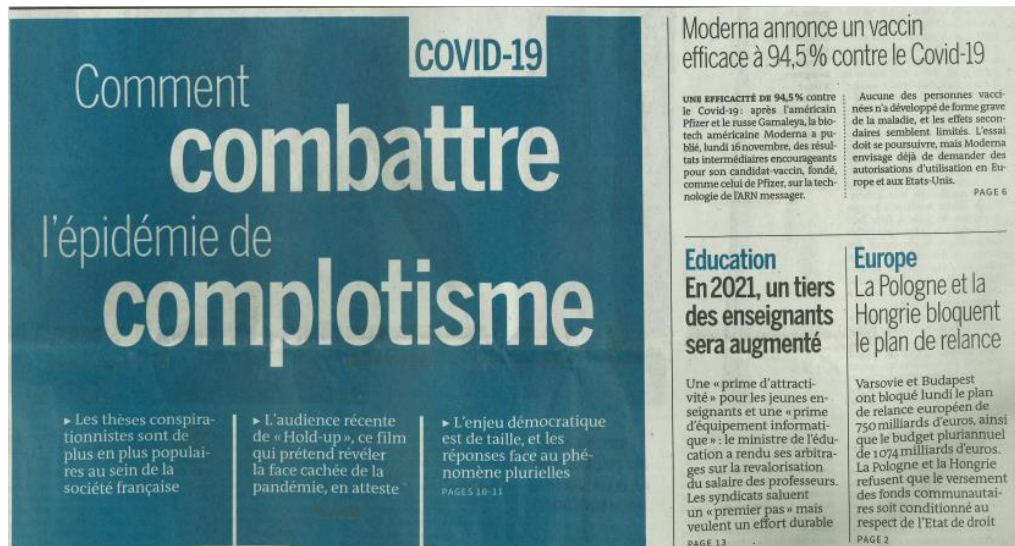 COVID-19
Comment
combattre
l'épidémie de
complotisme
▸ Les thèses conspira-
tionnistes sont de
plus en plus populai-
res au sein de la
société française
▸ L'audience récente
de « Hold-up », ce film
qui prétend révéler
la face cachée de la
pandémie, en atteste
▸ L'enjeu démocratique
est de taille, et les
réponses face au phé-
nomène plurielles
PAGES 10-11
Moderna annonce un vaccin
efficace à 94,5 % contre le Covid-19
UNE EFFICACITÉ DE 94,5 % contre
le Covid-19 : après l'américain
Pfizer et le russe Gamaleya, la bio-
tech américaine Moderna a pu-
blié, lundi 16 novembre, des résul-
tats intermédiaires encourageants
pour son candidat-vaccin, fondé,
comme celui de Pfizer, sur la tech-
nologie de l'ARN messager.
Aucune des personnes vacci-
nées n'a développé de forme grave
de la maladie, et les effets secon-
daires semblent limités. L'essai
doit se poursuivre, mais Moderna
envisage déjà de demander des
autorisations d'utilisation en Eu-
rope et aux Etats-Unis.
PAGE 6
Education
En 2021, un tiers
des enseignants
sera augmenté
Une « prime d'attracti-
vité » pour les jeunes en-
seignants et une « prime
d'équipement informati-
que » : le ministre de l'édu-
cation a rendu ses arbitra-
ges sur la revalorisation
du salaire des professeurs.
Les syndicats saluent
un « premier pas » mais
veulent un effort durable
PAGE 13
Europe
La Pologne et la
Hongrie bloquent
le plan de relance
Varsovie et Budapest
ont bloqué lundi le plan
de relance européen de
750 milliards d'euros, ainsi
que le budget pluriannuel
de 1 074 milliards d'euros.
La Pologne et la Hongrie
refusent que le versement
des fonds communautai-
res soit conditionné au
respect de l'Etat de droit
PAGE 2